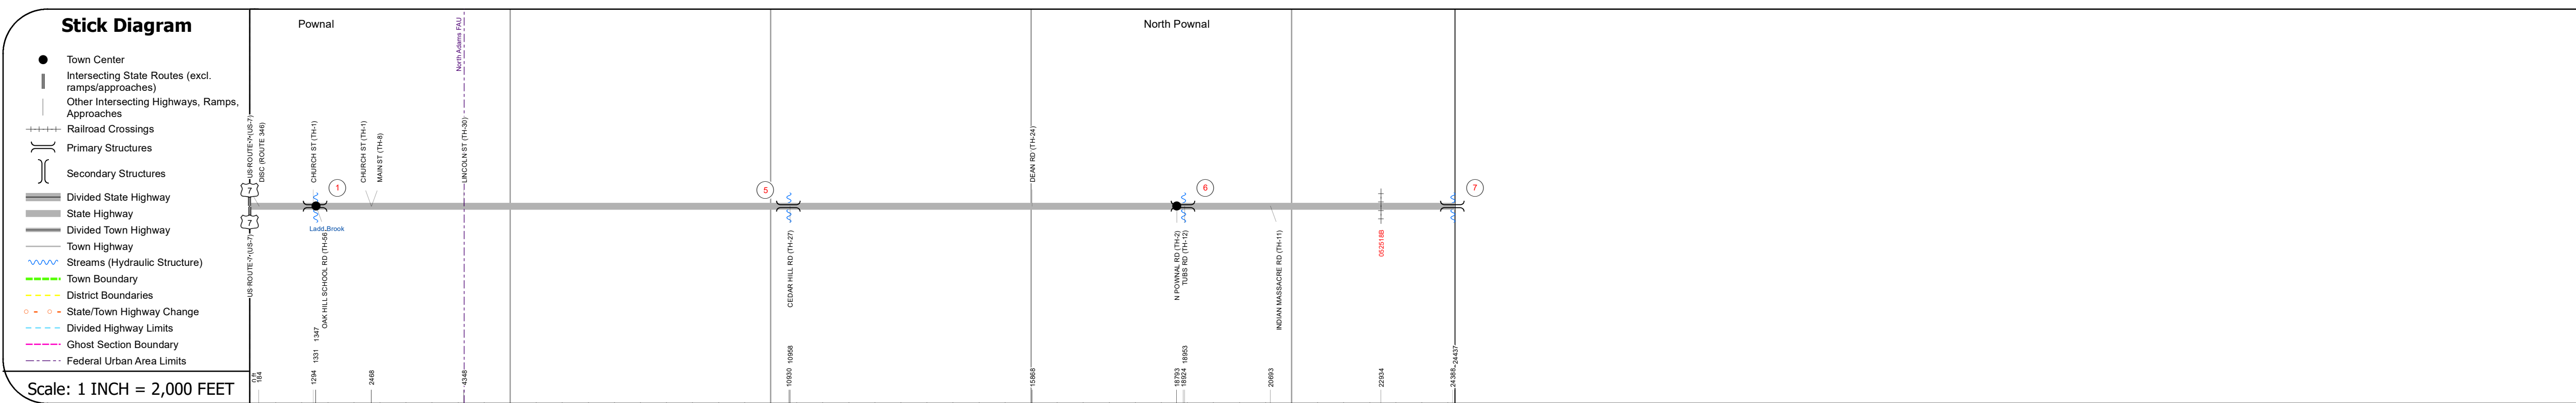 Stick Diagram
Town Center
Intersecting State Routes (excl.
ramps/approaches)
Other Intersecting Highways, Ramps,
Approaches
Railroad Crossings
Primary Structures
Secondary Structures
Divided State Highway
State Highway
Divided Town Highway
Town Highway
Streams (Hydraulic Structure)
Town Boundary
District Boundaries
State/Town Highway Change
Divided Highway Limits
Ghost Section Boundary
Federal Urban Area Limits
Scale: 1 INCH = 2,000 FEET
Pownal
North Pownal
North Adams FAU
US ROUTE-7-(US-7)
DISC (ROUTE 346)
CHURCH ST (TH-1)
CHURCH ST (TH-1)
MAIN ST (TH-8)
LINCOLN ST (TH-30)
DEAN RD (TH-24)
7
7
1
5
6
7
Ladd Brook
US ROUTE-7-(US-7)
OAK HILL SCHOOL RD (TH-56
CEDAR HILL RD (TH-27)
N POWNAL RD (TH-2)
TUBS RD (TH-12)
INDIAN MASSACRE RD (TH-11)
052518B
0 ft
184
1294
1331
1347
2468
4348
10930
10958
15868
18793
18924
18953
20693
22934
24388
24437